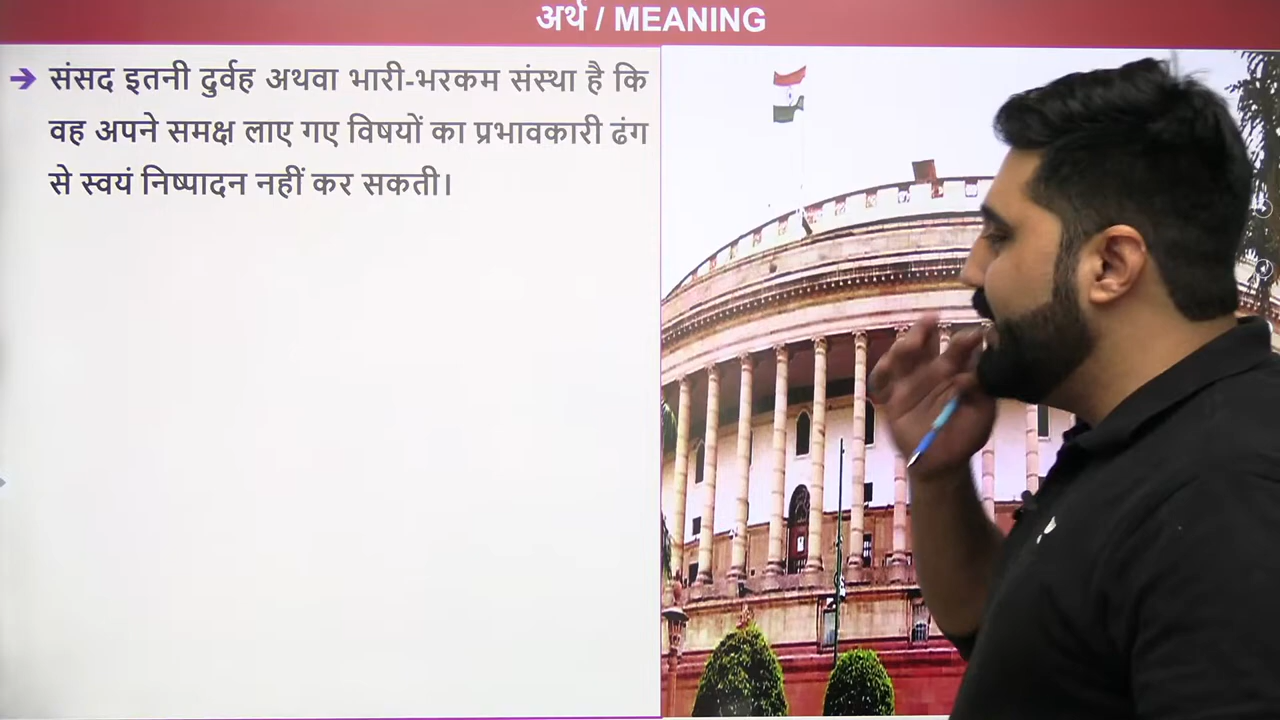 अर्थ / MEANING
संसद इतनी दुर्वह अथवा भारी-भरकम संस्था है कि
वह अपने समक्ष लाए गए विषयों का प्रभावकारी ढंग
से स्वयं निष्पादन नहीं कर सकती।